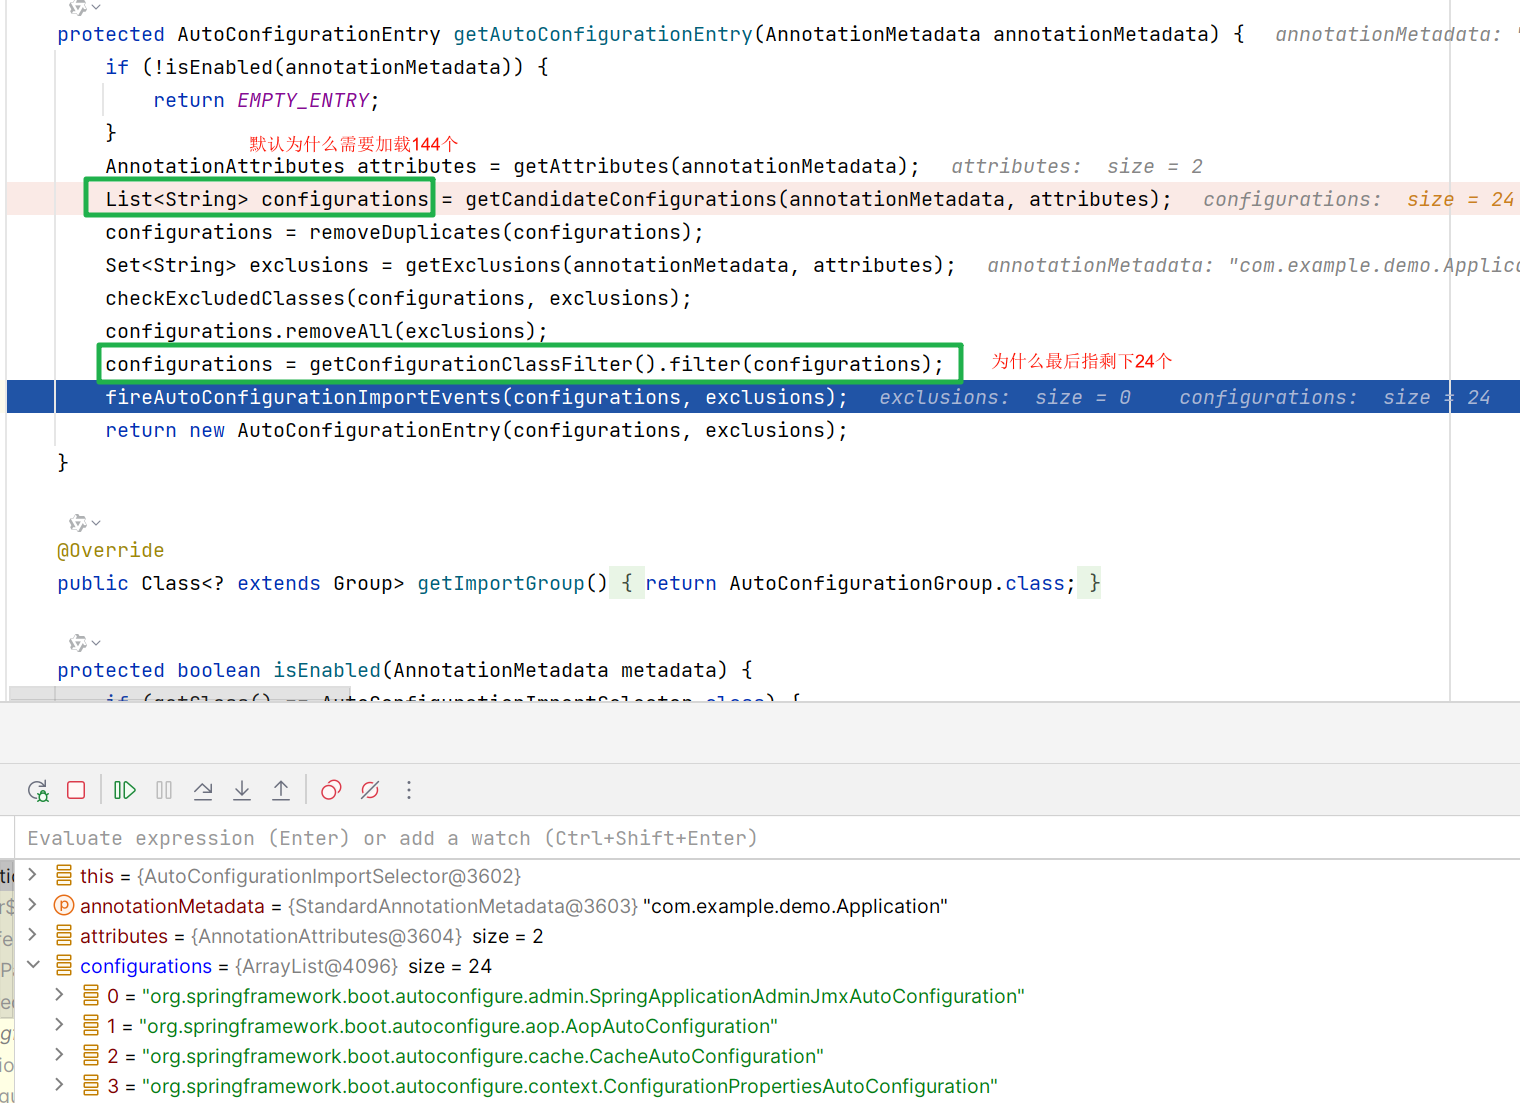 protected AutoConfigurationEntry getAutoConfigurationEntry(AnnotationMetadata annotationMetadata) { annotationMetadata: "
if (!isEnabled(annotationMetadata)) {
return EMPTY_ENTRY;
}
默认为什么需要加载144个
AnnotationAttributes attributes = getAttributes(annotationMetadata); attributes: size = 2
List<String> configurations = getCandidateConfigurations(annotationMetadata, attributes); configurations: size = 24
configurations = removeDuplicates(configurations);
Set<String> exclusions = getExclusions(annotationMetadata, attributes); annotationMetadata: "com.example.demo.Applica
checkExcludedClasses(configurations, exclusions);
configurations.removeAll(exclusions);
configurations = getConfigurationClassFilter().filter(configurations); 为什么最后指剩下24个
fireAutoConfigurationImportEvents(configurations, exclusions); exclusions: size = 0 configurations: size = 24
return new AutoConfigurationEntry(configurations, exclusions);
}
@Override
public Class<? extends Group> getImportGroup() { return AutoConfigurationGroup.class; }
protected boolean isEnabled(AnnotationMetadata metadata) {
if (getClass() == AutoConfigurationImportSelector.class) {
Evaluate expression (Enter) or add a watch (Ctrl+Shift+Enter)
this = {AutoConfigurationImportSelector@3602}
annotationMetadata = {StandardAnnotationMetadata@3603} "com.example.demo.Application"
attributes = {AnnotationAttributes@3604} size = 2
configurations = {ArrayList@4096} size = 24
0 = "org.springframework.boot.autoconfigure.admin.SpringApplicationAdminJmxAutoConfiguration"
1 = "org.springframework.boot.autoconfigure.aop.AopAutoConfiguration"
2 = "org.springframework.boot.autoconfigure.cache.CacheAutoConfiguration"
3 = "org.springframework.boot.autoconfigure.context.ConfigurationPropertiesAutoConfiguration"